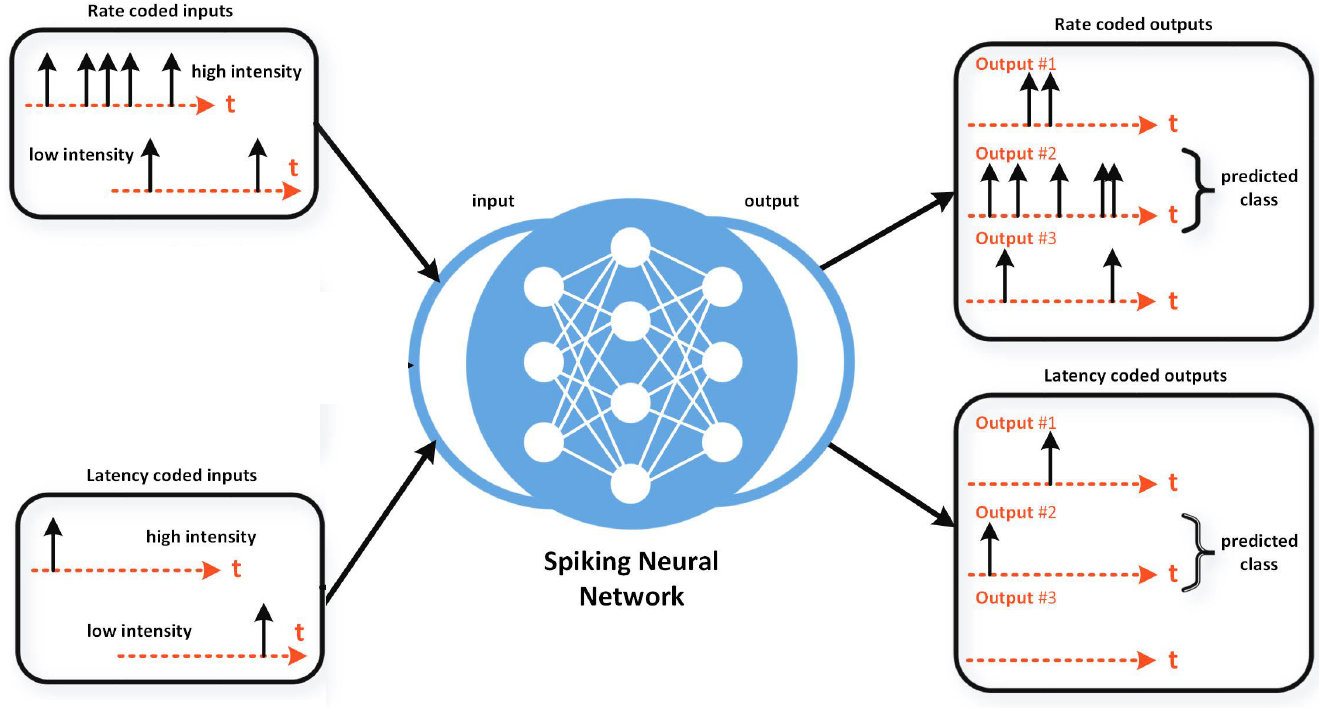 Rate coded inputs
high intensity
t
low intensity
t
Latency coded inputs
high intensity
t
low intensity
t
input
output
Spiking Neural
Network
Rate coded outputs
Output #1
t
Output #2
predicted
class
t
Output #3
t
Latency coded outputs
Output #1
t
Output #2
predicted
class
t
Output #3
t